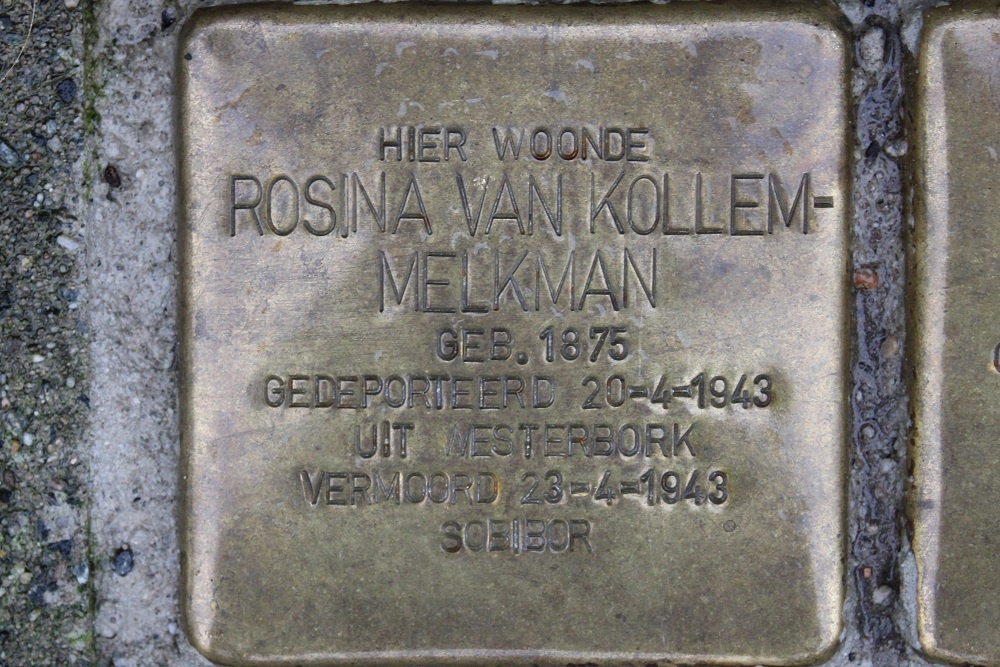 HIER WOONDE
ROSINA VAN KOLLEM-
MELKMAN
GEB. 1875
GEDEPORTEERD 20-4-1943
UIT WESTERBORK
VERMOORD 23-4-1943
SOBIBOR